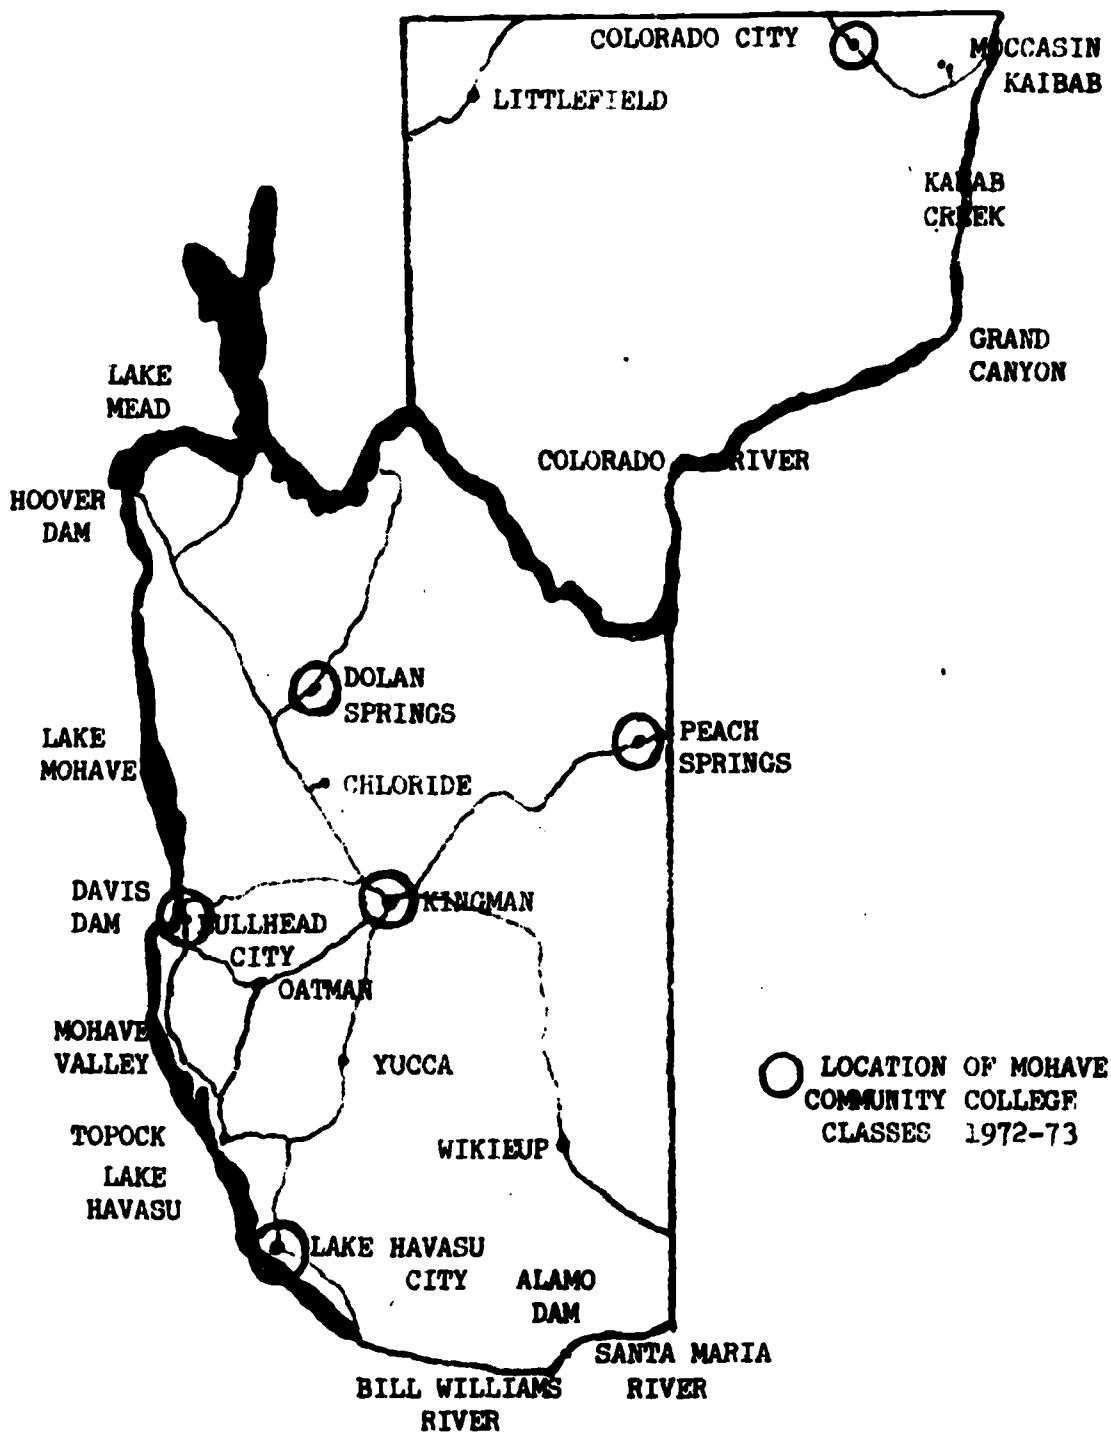 COLORADO CITY
MOCCASIN
KAIBAB
LITTLEFIELD
KAIBAB
CREEK
GRAND
CANYON
LAKE
MEAD
COLORADO RIVER
HOOVER
DAM
DOLAN
SPRINGS
PEACH
SPRINGS
LAKE
MOHAVE
CHLORIDE
DAVIS
DAM
KINGMAN
BULLHEAD
CITY
OATMAN
MOHAVE
VALLEY
YUCCA
LOCATION OF MOHAVE
COMMUNITY COLLEGE
CLASSES 1972-73
TOPOCK
WIKIEUP
LAKE
HAVASU
LAKE HAVASU
CITY
ALAMO
DAM
SANTA MARIA
RIVER
BILL WILLIAMS
RIVER